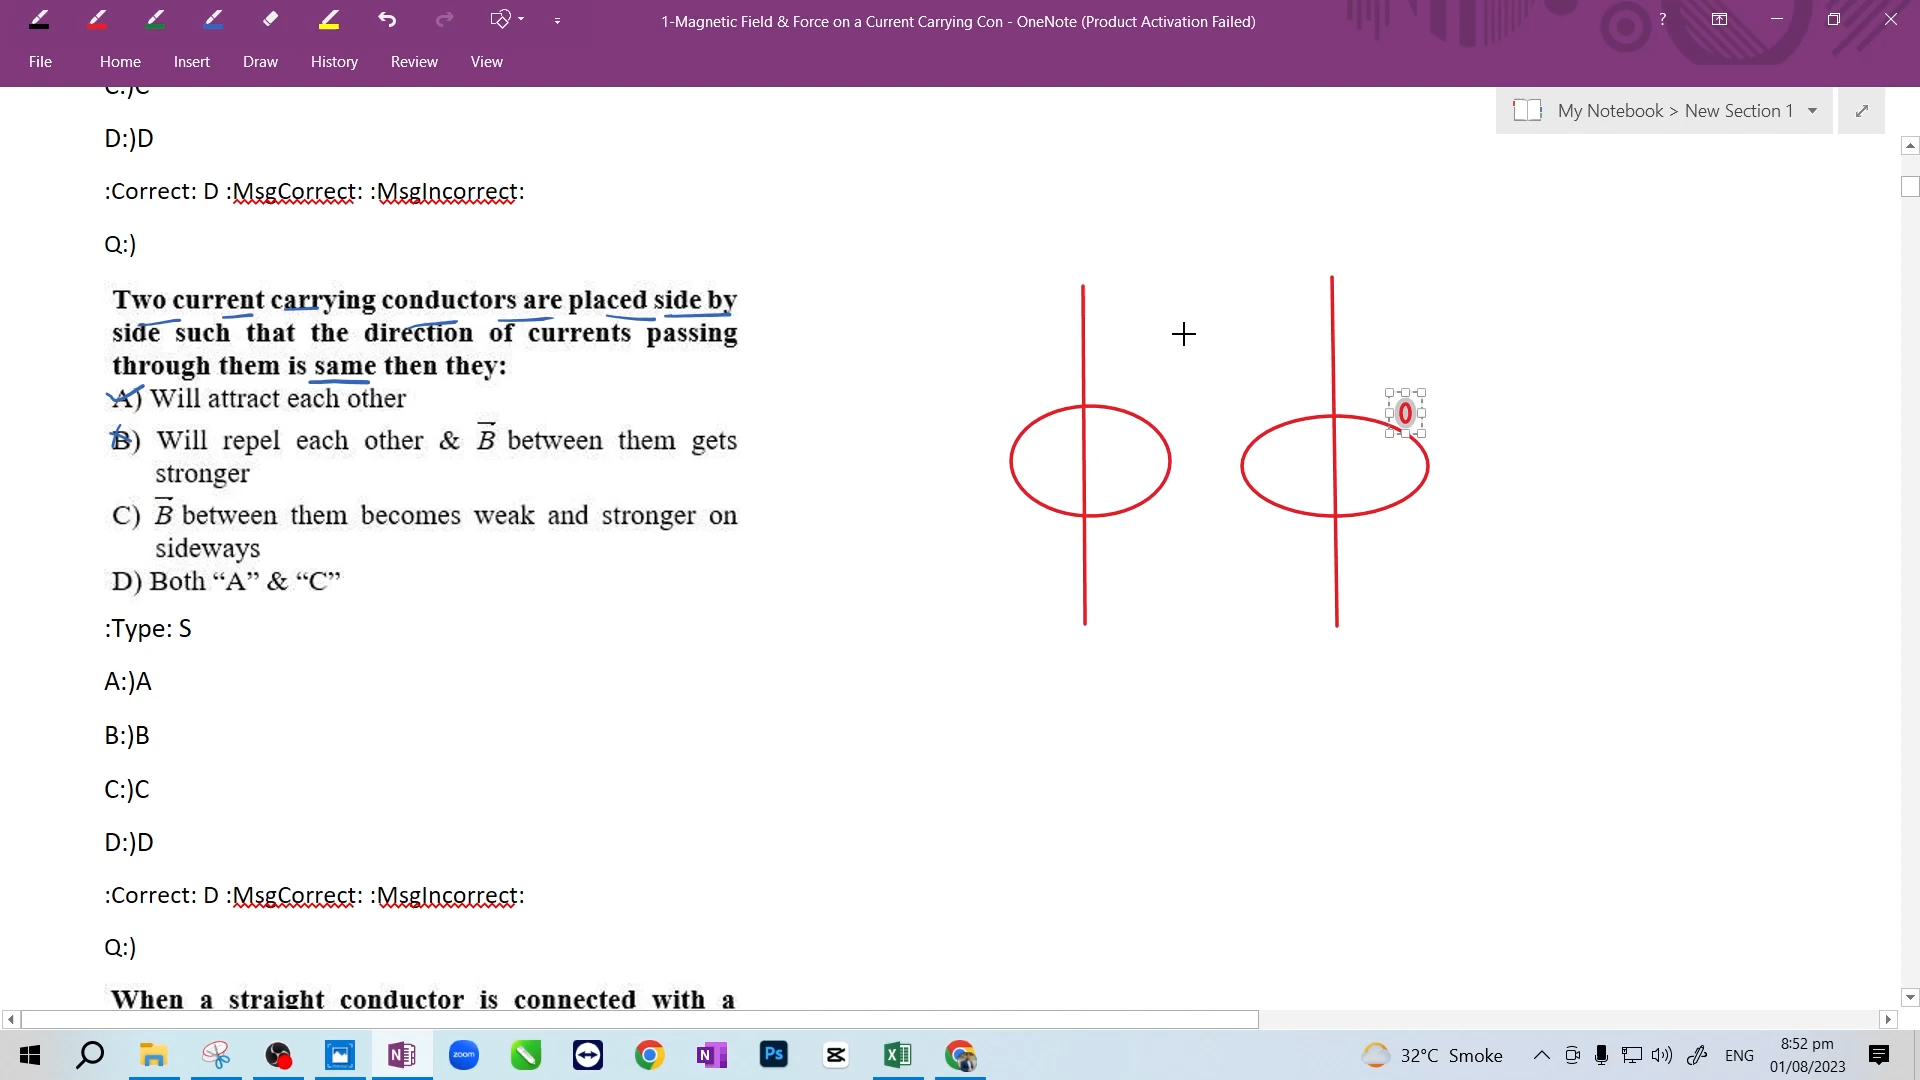 1-Magnetic Field & Force on a Current Carrying Con - OneNote (Product Activation Failed)
?
File Home Insert Draw History Review View
My Notebook > New Section 1
C:)C
D:)D
:Correct: D :MsgCorrect: :MsgIncorrect:
Q:)
Two current carrying conductors are placed side by
side such that the direction of currents passing
through them is same then they:
A) Will attract each other
B) Will repel each other & B between them gets
stronger
C) B between them becomes weak and stronger on
sideways
D) Both “A” & “C”
:Type: S
A:)A
B:)B
C:)C
D:)D
:Correct: D :MsgCorrect: :MsgIncorrect:
Q:)
When a straight conductor is connected with a
0
zoom
N
N
Ps
X
32°C Smoke
ENG
8:52 pm
01/08/2023